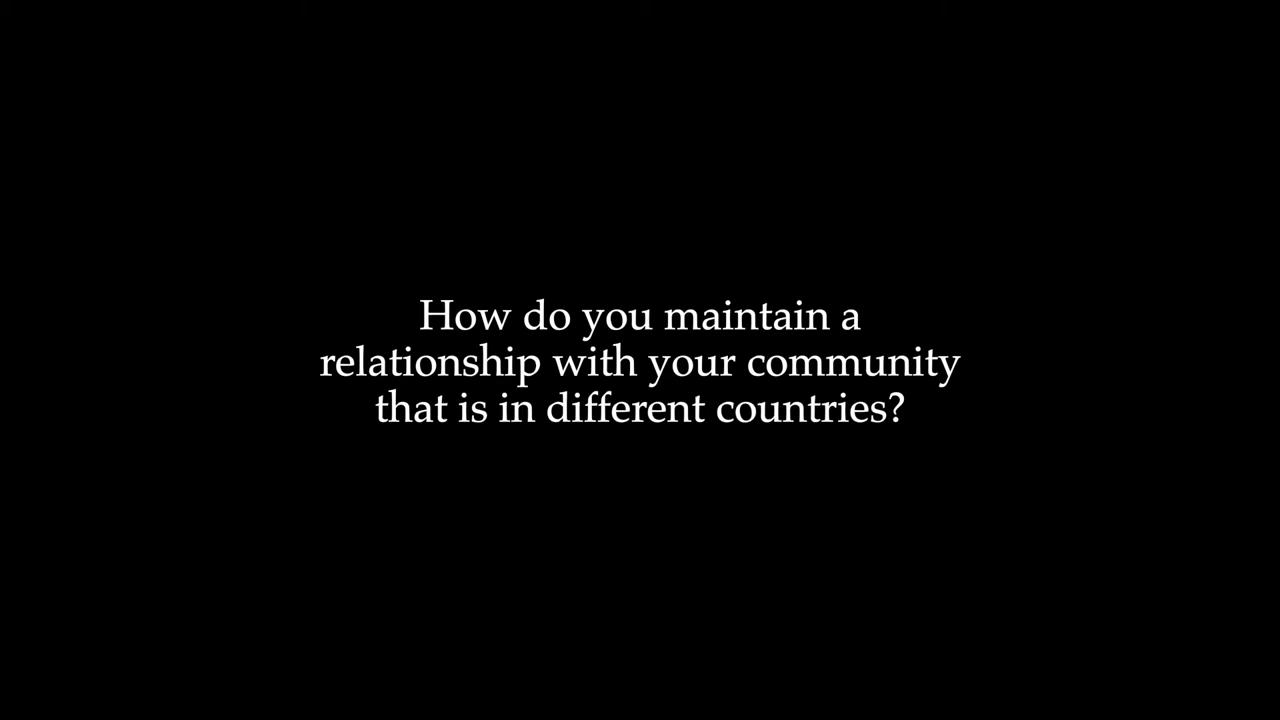 How do you maintain a
relationship with your community
that is in different countries?